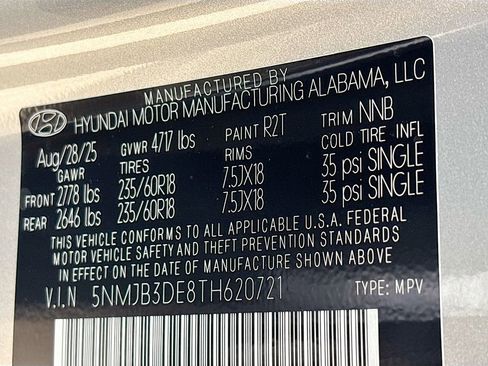 MANUFACTURED BY
HYUNDAI MOTOR MANUFACTURING ALABAMA, LLC
Aug/28/25 GVWR 4717 lbs PAINT R2T TRIM NNB
GAWR TIRES RIMS COLD TIRE INFL
FRONT 2778 lbs 235/60R18 7.5JX18 35 psi SINGLE
REAR 2646 lbs 235/60R18 7.5JX18 35 psi SINGLE
THIS VEHICLE CONFORMS TO ALL APPLICABLE U.S.A. FEDERAL
MOTOR VEHICLE SAFETY AND THEFT PREVENTION STANDARDS
IN EFFECT ON THE DATE OF MANUFACTURE SHOWN ABOVE.
V.I.N 5NMJB3DE8TH620721 TYPE: MPV